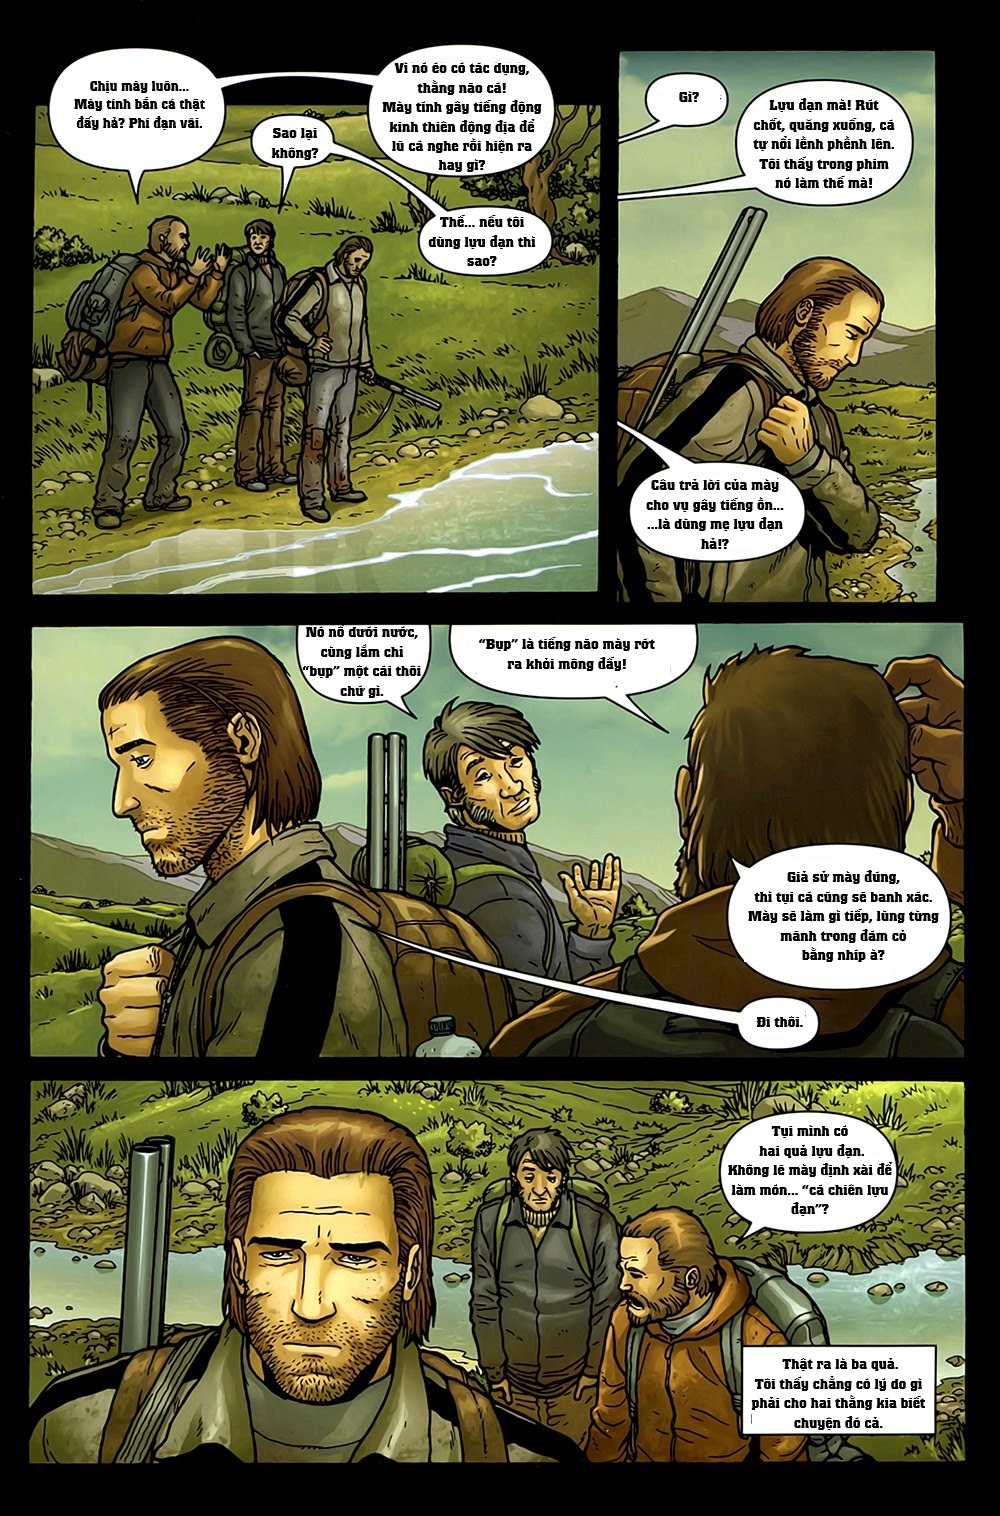 Chịu mày luôn...
Mày tính bắn cá thật
đấy hả? Phí đạn vãi.
Sao lại
không?
Vì nó éo có tác dụng,
thằng não cá!
Mày tính gây tiếng động
kinh thiên động địa để
lũ cá nghe rồi hiện ra
hay gì?
Thế... nếu tôi
dùng lựu đạn thì
sao?
Gì?
Lựu đạn mà! Rút
chốt, quăng xuống, cá
tự nổi lềnh phềnh lên.
Tôi thấy trong phim
nó làm thế mà!
Câu trả lời của mày
cho vụ gây tiếng ồn...
...là dùng mẹ lựu đạn
hả!?
Nó nổ dưới nước,
cùng lắm chỉ
“bụp” một cái thôi
chứ gì.
“Bụp” là tiếng não mày rớt
ra khỏi mông đấy!
Giả sử mày đúng,
thì tụi cá cũng sẽ banh xác.
Mày sẽ làm gì tiếp, lùng từng
mảnh trong đám cỏ
bằng nhíp à?
Đi thôi.
Tụi mình có
hai quả lựu đạn.
Không lẽ mày định xài để
làm món... “cá chiên lựu
đạn”?
Thật ra là ba quả.
Tôi thấy chẳng có lý do gì
phải cho hai thằng kia biết
chuyện đó cả.